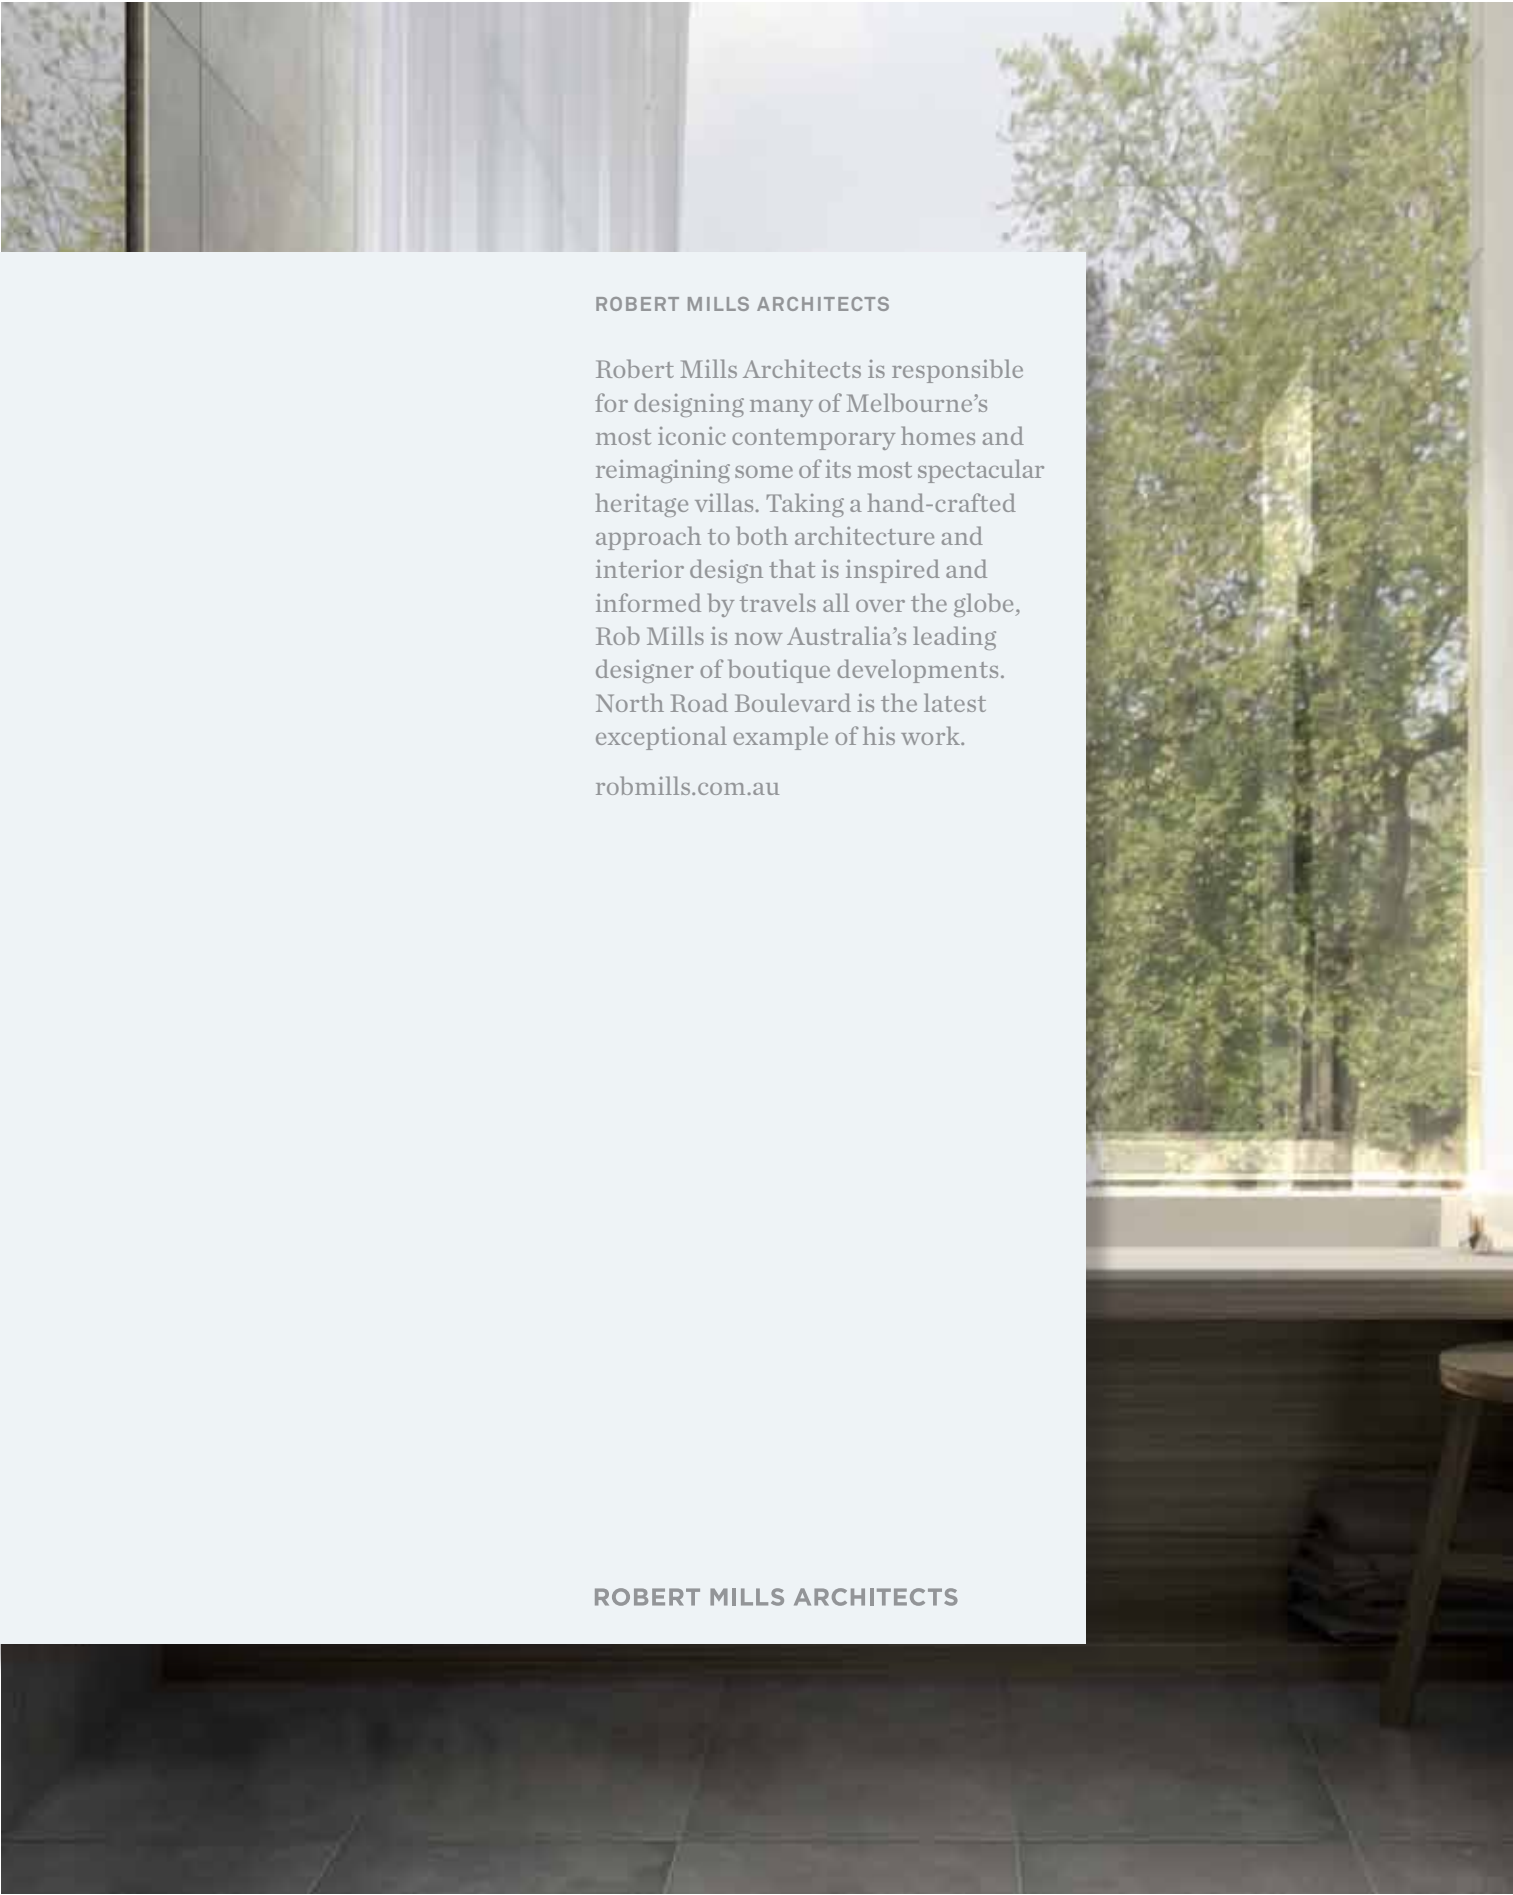 ROBERT MILLS ARCHITECTS
Robert Mills Architects is responsible
for designing many of Melbourne’s
most iconic contemporary homes and
reimagining some of its most spectacular
heritage villas. Taking a hand-crafted
approach to both architecture and
interior design that is inspired and
informed by travels all over the globe,
Rob Mills is now Australia’s leading
designer of boutique developments.
North Road Boulevard is the latest
exceptional example of his work.
robmills.com.au
ROBERT MILLS ARCHITECTS